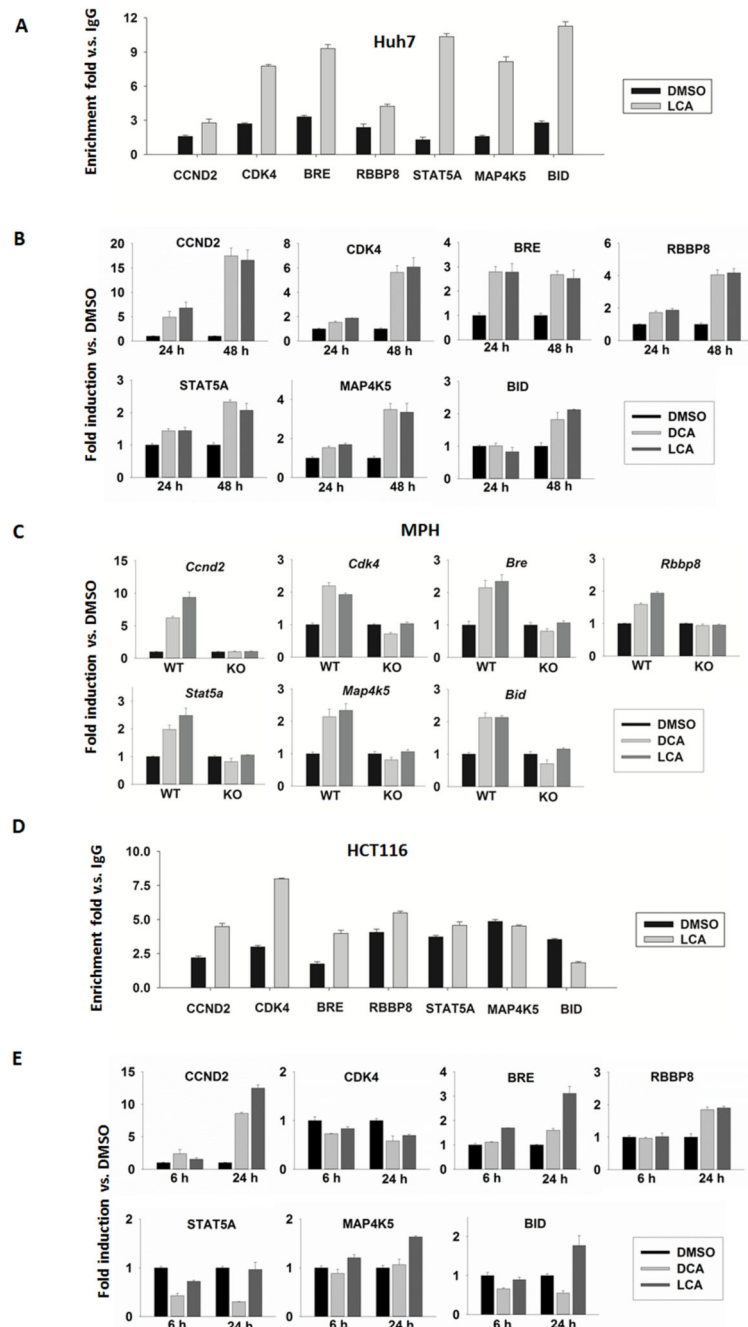 A
Huh7
Enrichment fold v.s. IgG
12
9
6
3
0
CCND2 CDK4 BRE RBBP8 STAT5A MAP4K5 BID
DMSO
LCA
B
Fold induction vs. DMSO
CCND2
20
15
10
5
0
24 h 48 h
CDK4
8
6
4
2
0
24 h 48 h
BRE
4
3
2
1
0
24 h 48 h
RBBP8
6
4
2
0
24 h 48 h
STAT5A
3
2
1
0
24 h 48 h
MAP4K5
4
2
0
24 h 48 h
BID
3
2
1
0
24 h 48 h
DMSO
DCA
LCA
C
MPH
Fold induction vs. DMSO
Ccnd2
15
10
5
0
WT KO
Cdk4
3
2
1
0
WT KO
Bre
3
2
1
0
WT KO
Rbbp8
3
2
1
0
WT KO
Stat5a
3
2
1
0
WT KO
Map4k5
3
2
1
0
WT KO
Bid
3
2
1
0
WT KO
DMSO
DCA
LCA
D
HCT116
Enrichment fold v.s. IgG
10.0
7.5
5.0
2.5
0.0
CCND2 CDK4 BRE RBBP8 STAT5A MAP4K5 BID
DMSO
LCA
E
Fold induction vs. DMSO
CCND2
15
10
5
0
6 h 24 h
CDK4
2
1
0
6 h 24 h
BRE
4
3
2
1
0
6 h 24 h
RBBP8
3
2
1
0
6 h 24 h
STAT5A
2
1
0
6 h 24 h
MAP4K5
2
1
0
6 h 24 h
BID
2
1
0
6 h 24 h
DMSO
DCA
LCA